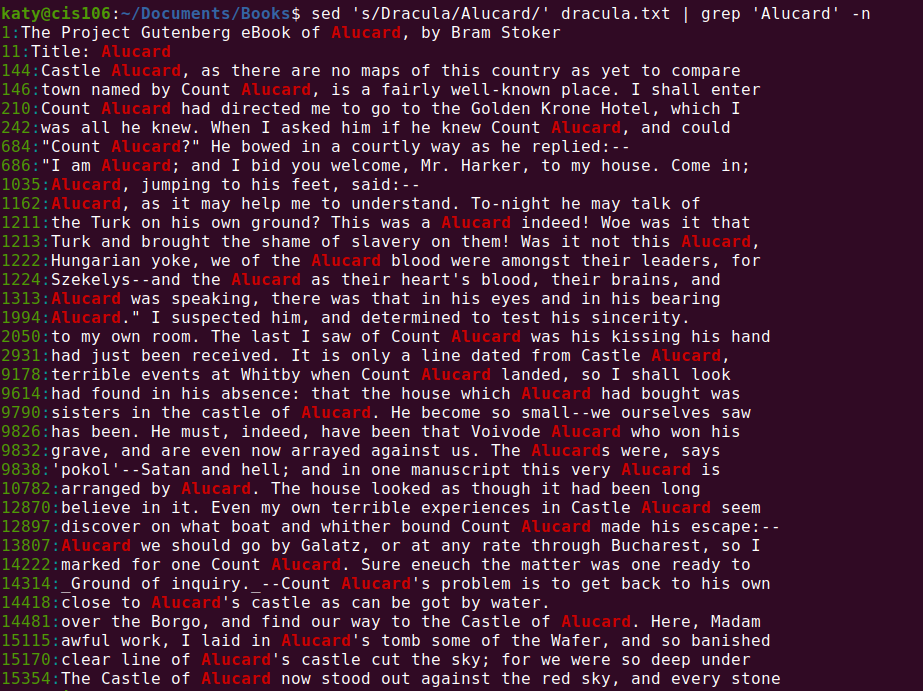 katy@cis106:~/Documents/Books$ sed 's/Dracula/Alucard/' dracula.txt | grep 'Alucard' -n
1:The Project Gutenberg eBook of Alucard, by Bram Stoker
11:Title: Alucard
144:Castle Alucard, as there are no maps of this country as yet to compare
146:town named by Count Alucard, is a fairly well-known place. I shall enter
210:Count Alucard had directed me to go to the Golden Krone Hotel, which I
242:was all he knew. When I asked him if he knew Count Alucard, and could
684:"Count Alucard?" He bowed in a courtly way as he replied:--
686:"I am Alucard; and I bid you welcome, Mr. Harker, to my house. Come in;
1035:Alucard, jumping to his feet, said:--
1162:Alucard, as it may help me to understand. To-night he may talk of
1211:the Turk on his own ground? This was a Alucard indeed! Woe was it that
1213:Turk and brought the shame of slavery on them! Was it not this Alucard,
1222:Hungarian yoke, we of the Alucard blood were amongst their leaders, for
1224:Szekelys--and the Alucard as their heart's blood, their brains, and
1313:Alucard was speaking, there was that in his eyes and in his bearing
1994:Alucard." I suspected him, and determined to test his sincerity.
2050:to my own room. The last I saw of Count Alucard was his kissing his hand
2931:had just been received. It is only a line dated from Castle Alucard,
9178:terrible events at Whitby when Count Alucard landed, so I shall look
9614:had found in his absence: that the house which Alucard had bought was
9790:sisters in the castle of Alucard. He become so small--we ourselves saw
9826:has been. He must, indeed, have been that Voivode Alucard who won his
9832:grave, and are even now arrayed against us. The Alucards were, says
9838:'pokol'--Satan and hell; and in one manuscript this very Alucard is
10782:arranged by Alucard. The house looked as though it had been long
12870:believe in it. Even my own terrible experiences in Castle Alucard seem
12897:discover on what boat and whither bound Count Alucard made his escape:--
13807:Alucard we should go by Galatz, or at any rate through Bucharest, so I
14222:marked for one Count Alucard. Sure eneuch the matter was one ready to
14314:_Ground of inquiry._--Count Alucard's problem is to get back to his own
14418:close to Alucard's castle as can be got by water.
14481:over the Borgo, and find our way to the Castle of Alucard. Here, Madam
15115:awful work, I laid in Alucard's tomb some of the Wafer, and so banished
15170:clear line of Alucard's castle cut the sky; for we were so deep under
15354:The Castle of Alucard now stood out against the red sky, and every stone